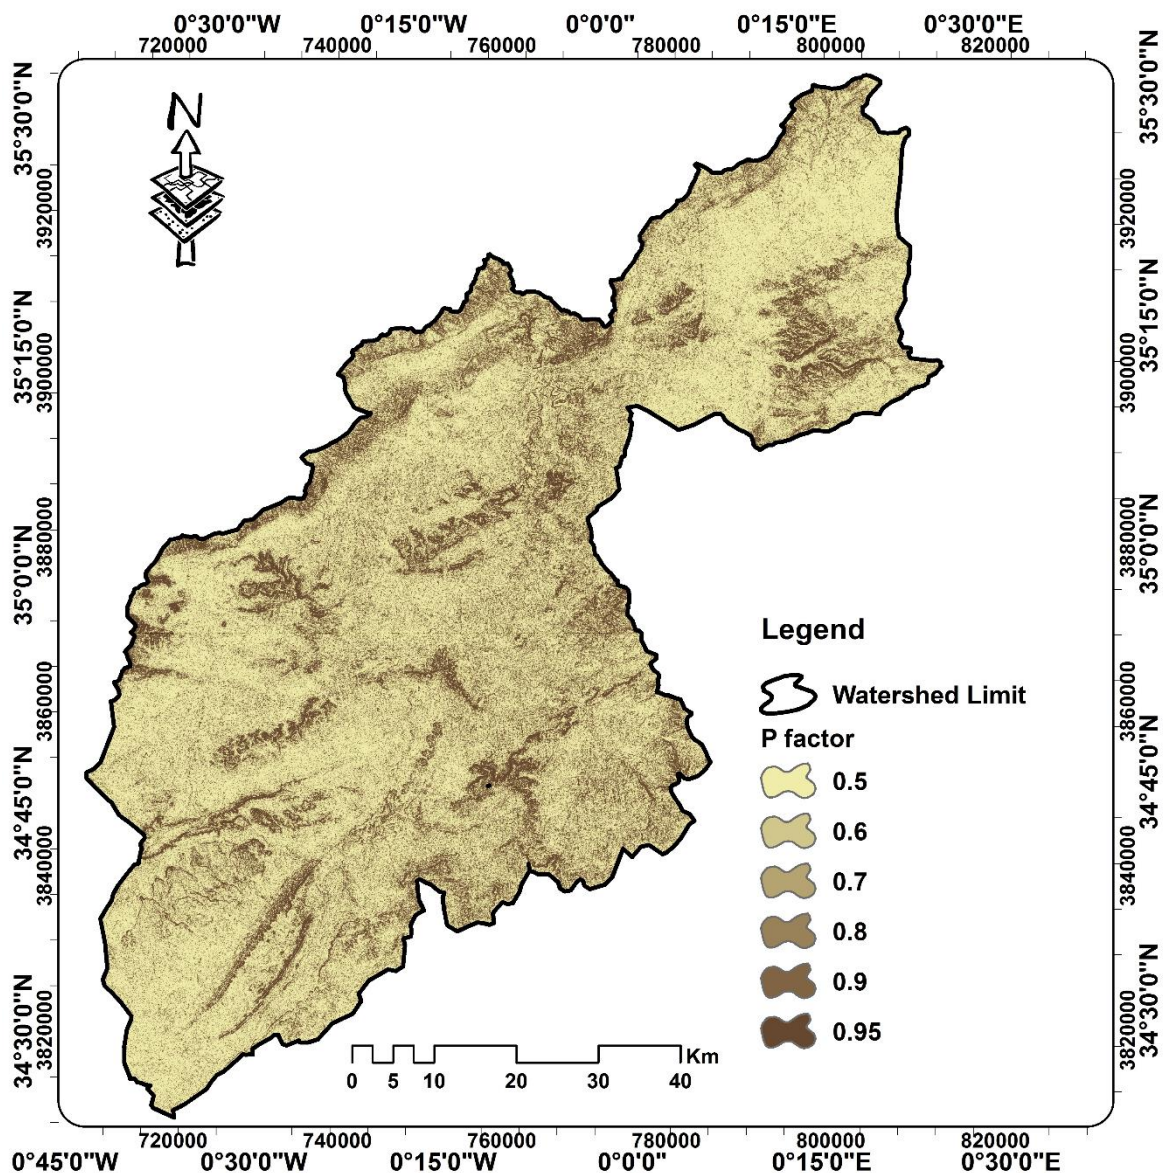 0°30'0"W 0°15'0"W 0°0'0" 0°15'0"E 0°30'0"E
720000 740000 760000 780000 800000 820000
N
35°30'0"N
3920000
35°15'0"N
3900000
35°0'0"N
3880000
3860000
34°45'0"N
3840000
34°30'0"N
3820000
35°30'0"N
3920000
35°15'0"N
3900000
35°0'0"N
3880000
3860000
34°45'0"N
3840000
34°30'0"N
3820000
Legend
Watershed Limit
P factor
0.5
0.6
0.7
0.8
0.9
0.95
Km
0 5 10 20 30 40
720000 740000 760000 780000 800000 820000
0°45'0"W 0°30'0"W 0°15'0"W 0°0'0" 0°15'0"E 0°30'0"E